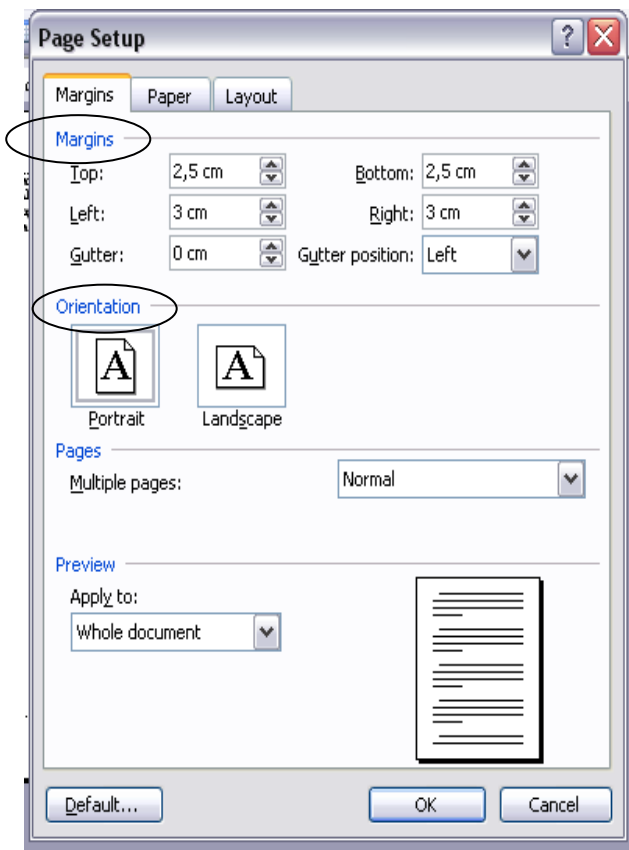 Page Setup
Margins Paper Layout
Margins
Top: 2,5 cm Bottom: 2,5 cm
Left: 3 cm Right: 3 cm
Gutter: 0 cm Gutter position: Left
Orientation
A A
Portrait Landscape
Pages
Multiple pages: Normal
Preview
Apply to:
Whole document
Default... OK Cancel